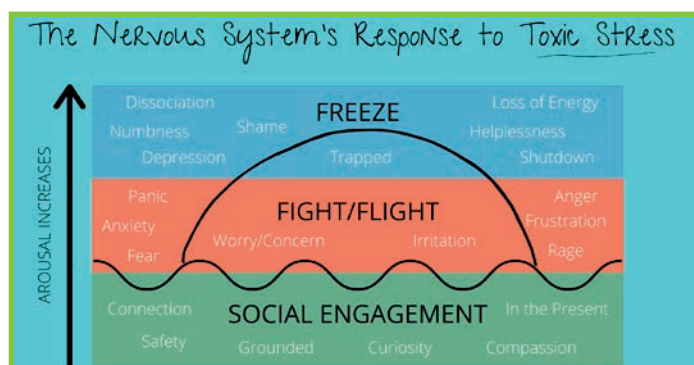 The Nervous System's Response to Toxic Stress
AROUSAL INCREASES
Dissociation
Loss of Energy
FREEZE
Shame
Numbness
Helplessness
Depression
Trapped
Shutdown
Panic
Anger
FIGHT/FLIGHT
Anxiety
Frustration
Worry/Concern
Irritation
Fear
Rage
Connection
SOCIAL ENGAGEMENT
In the Present
Safety
Grounded
Curiosity
Compassion